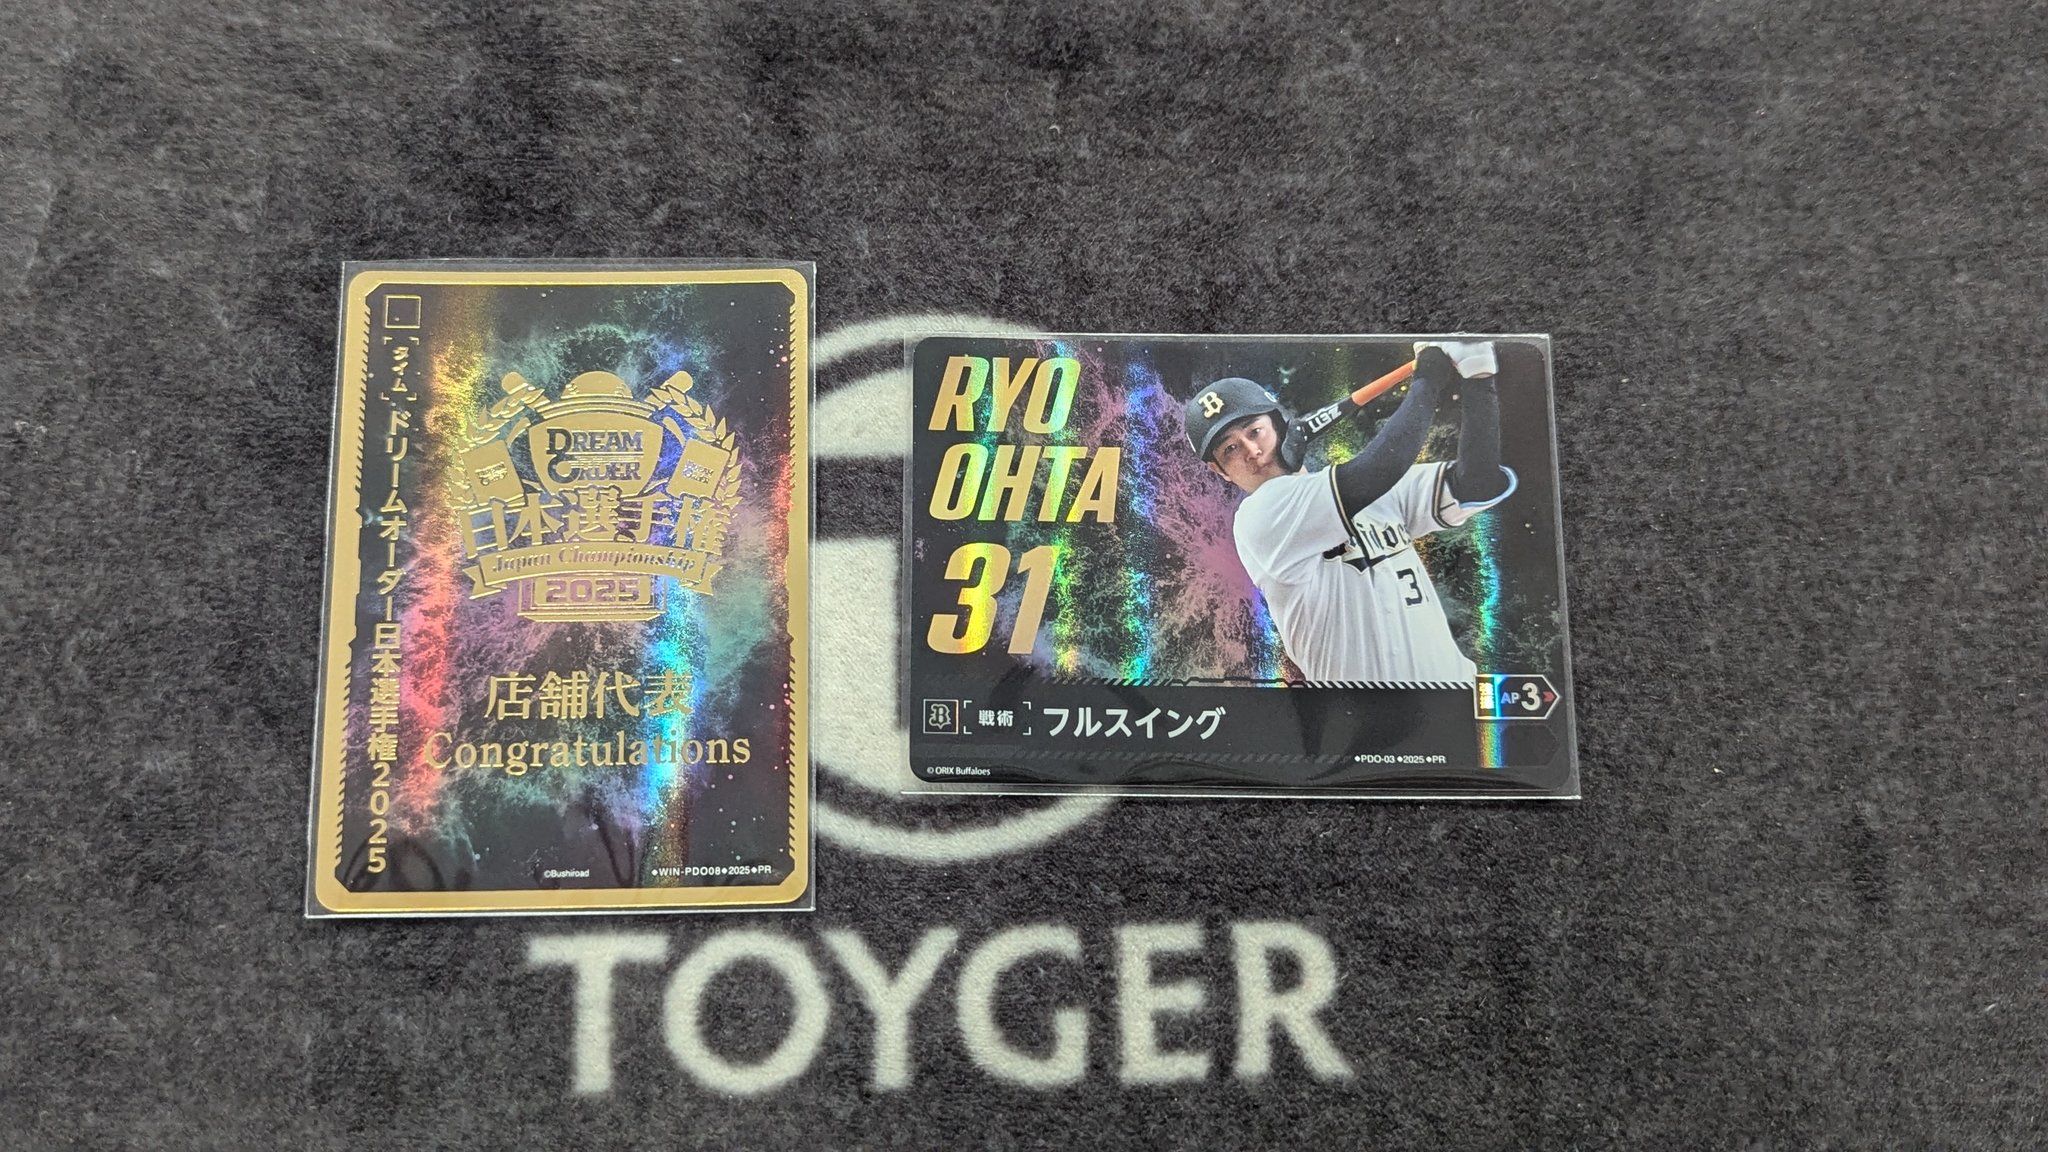 [タイム]
ドリームオーダー日本選手権2025
DREAM
ORDER
日本選手権
Japan Championship
2025
店舗代表
Congratulations
©Bushiroad
◆WIN-PDO08◆2025◆PR
RYO
OHTA
31
B
ZETT
3
B [戦術] フルスイング
AP3
◆PDO-03 ◆2025 ◆PR
© ORIX Buffaloes
TOYGER